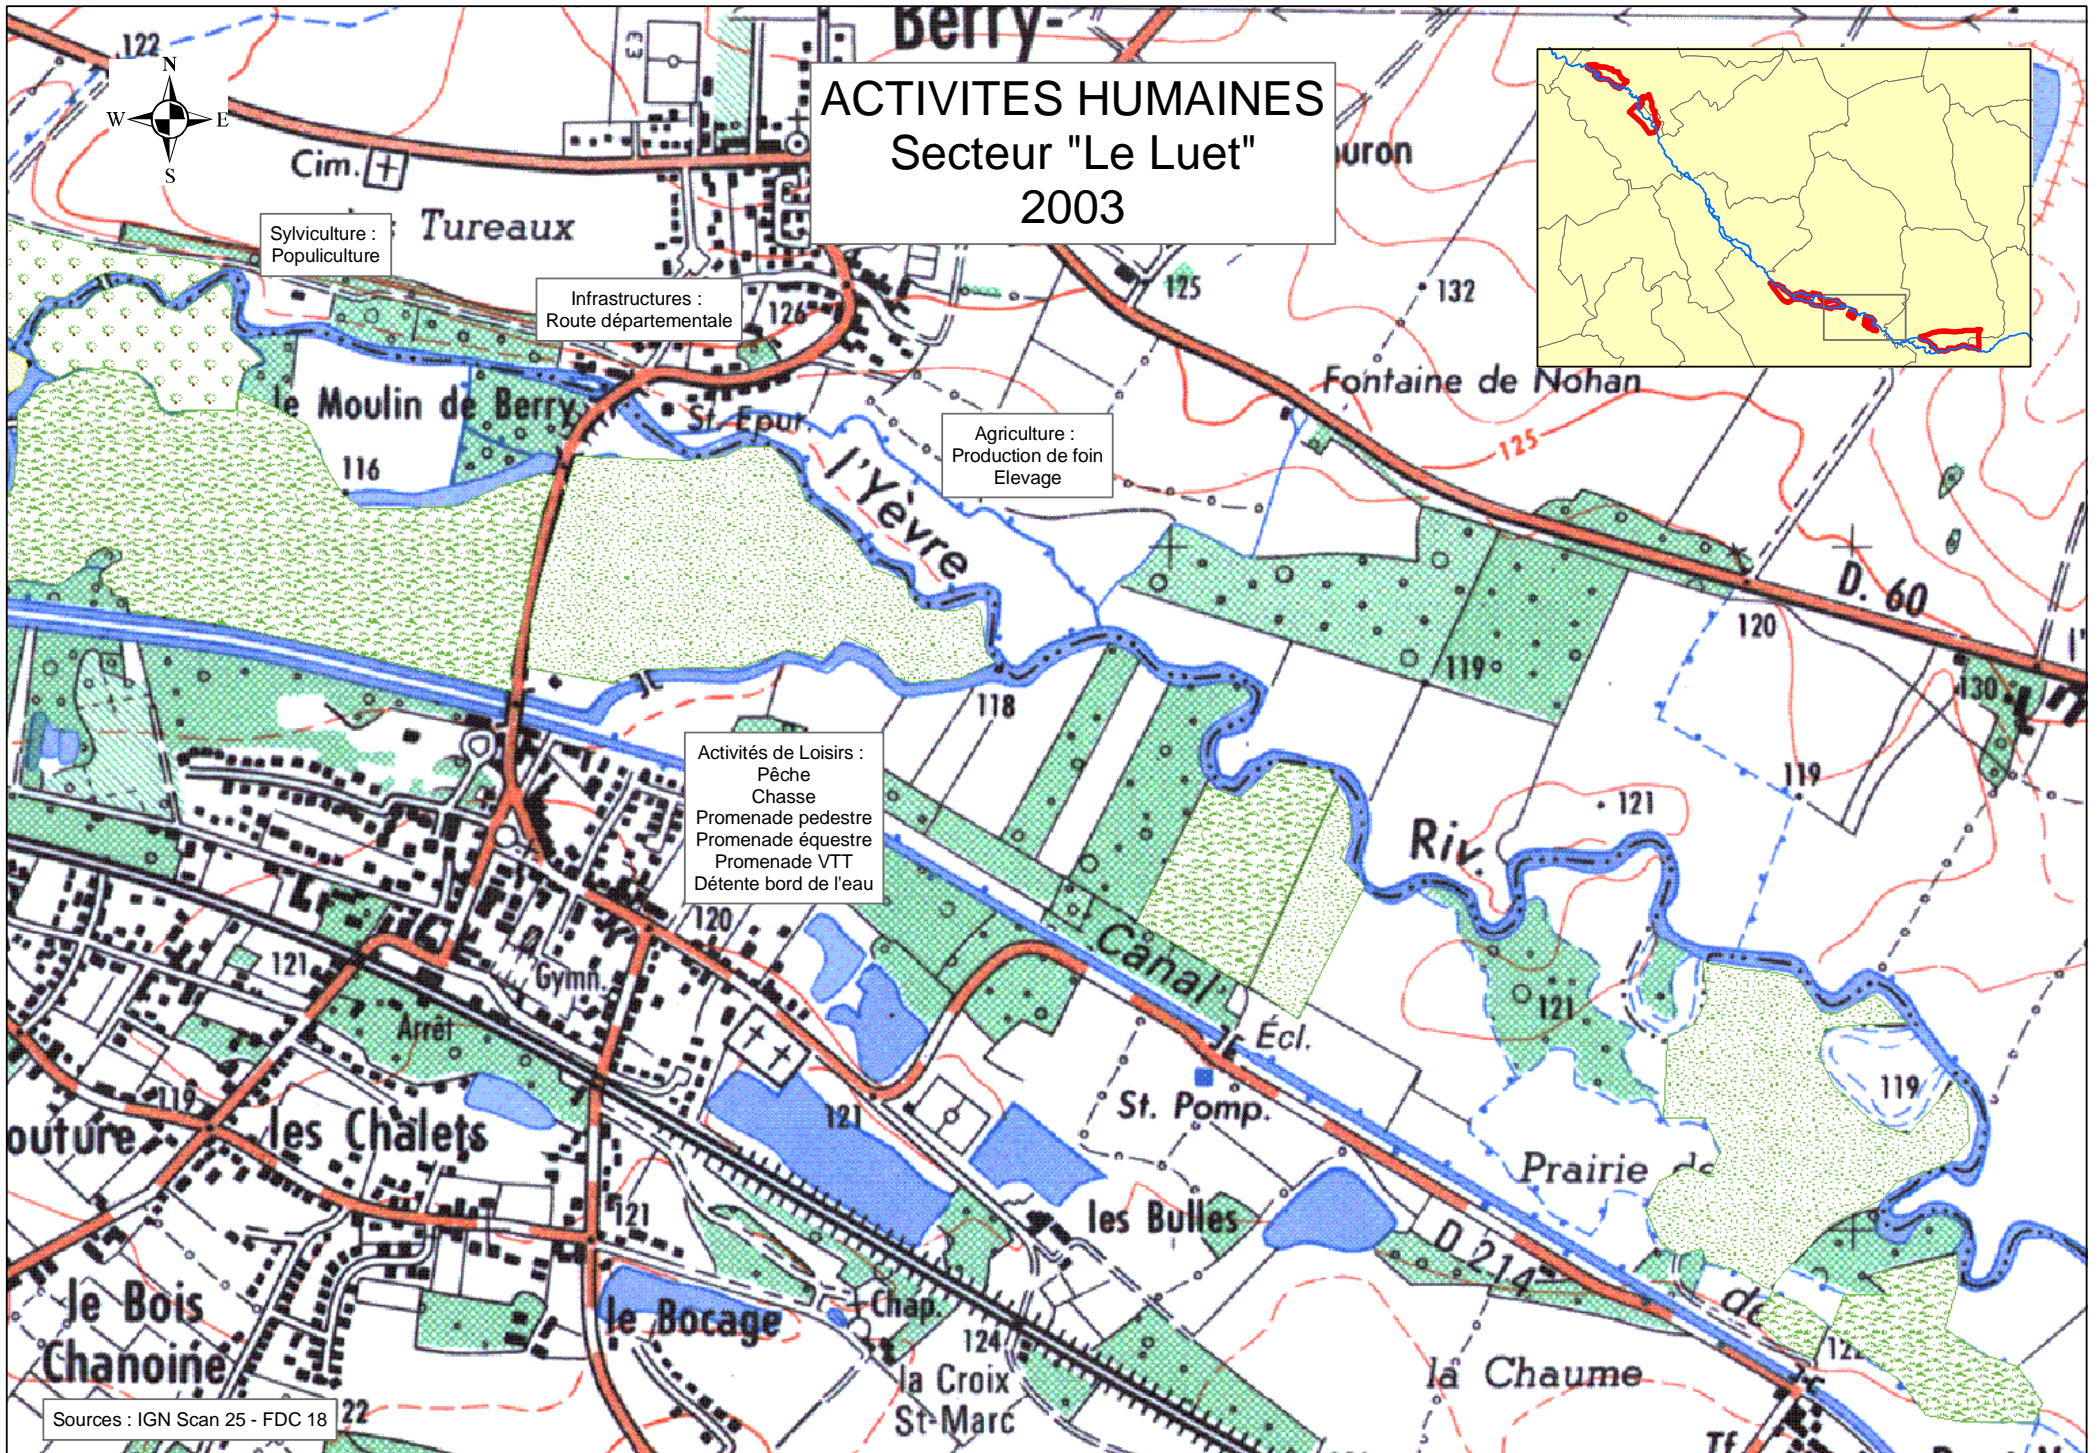 Berry-
122
N
W E
S
ACTIVITES HUMAINES
Secteur "Le Luet"
2003
Cim.
Tureaux
Sylviculture :
Populiculture
Infrastructures :
Route départementale
126
125
132
le Moulin de Berry
St. Epur.
116
l'Yèvre
Agriculture :
Production de foin
Elevage
Fontaine de Nohan
125
D. 60
120
119
130
118
119
121
Activités de Loisirs :
Pêche
Chasse
Promenade pedestre
Promenade équestre
Promenade VTT
Détente bord de l'eau
Riv.
120
121
Gymn.
Arrêt
Canal
Écl.
121
119
119
les Chalets
121
St. Pomp.
Prairie de
les Bulles
121
D.214
de
le Bois
Chanoine
le Bocage
Chap.
124
la Croix
St-Marc
la Chaume
Sources : IGN Scan 25 - FDC 18
22
Tf